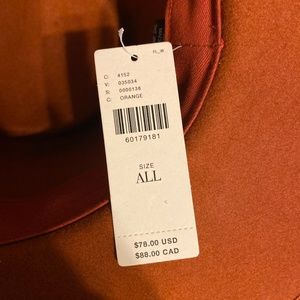 C: 4152
V: 035034
S: 0000136
C: ORANGE
60179181
SIZE
ALL
$78.00 USD
$88.00 CAD